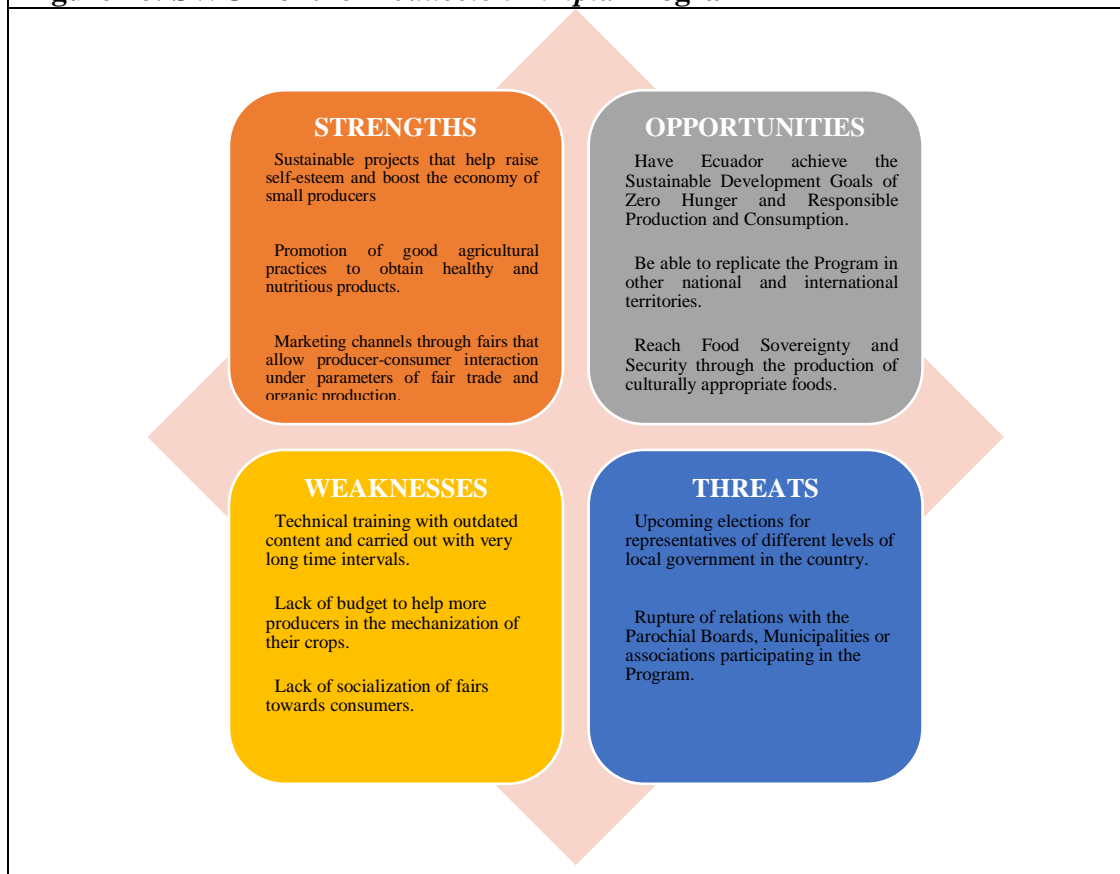 STRENGTHS
Sustainable projects that help raise
self-esteem and boost the economy of
small producers
Promotion of good agricultural
practices to obtain healthy and
nutritious products.
Marketing channels through fairs that
allow producer-consumer interaction
under parameters of fair trade and
organic production.
OPPORTUNITIES
Have Ecuador achieve the
Sustainable Development Goals of
Zero Hunger and Responsible
Production and Consumption.
Be able to replicate the Program in
other national and international
territories.
Reach Food Sovereignty and
Security through the production of
culturally appropriate foods.
WEAKNESSES
Technical training with outdated
content and carried out with very
long time intervals.
Lack of budget to help more
producers in the mechanization of
their crops.
Lack of socialization of fairs
towards consumers.
THREATS
Upcoming elections for
representatives of different levels of
local government in the country.
Rupture of relations with the
Parochial Boards, Municipalities or
associations participating in the
Program.